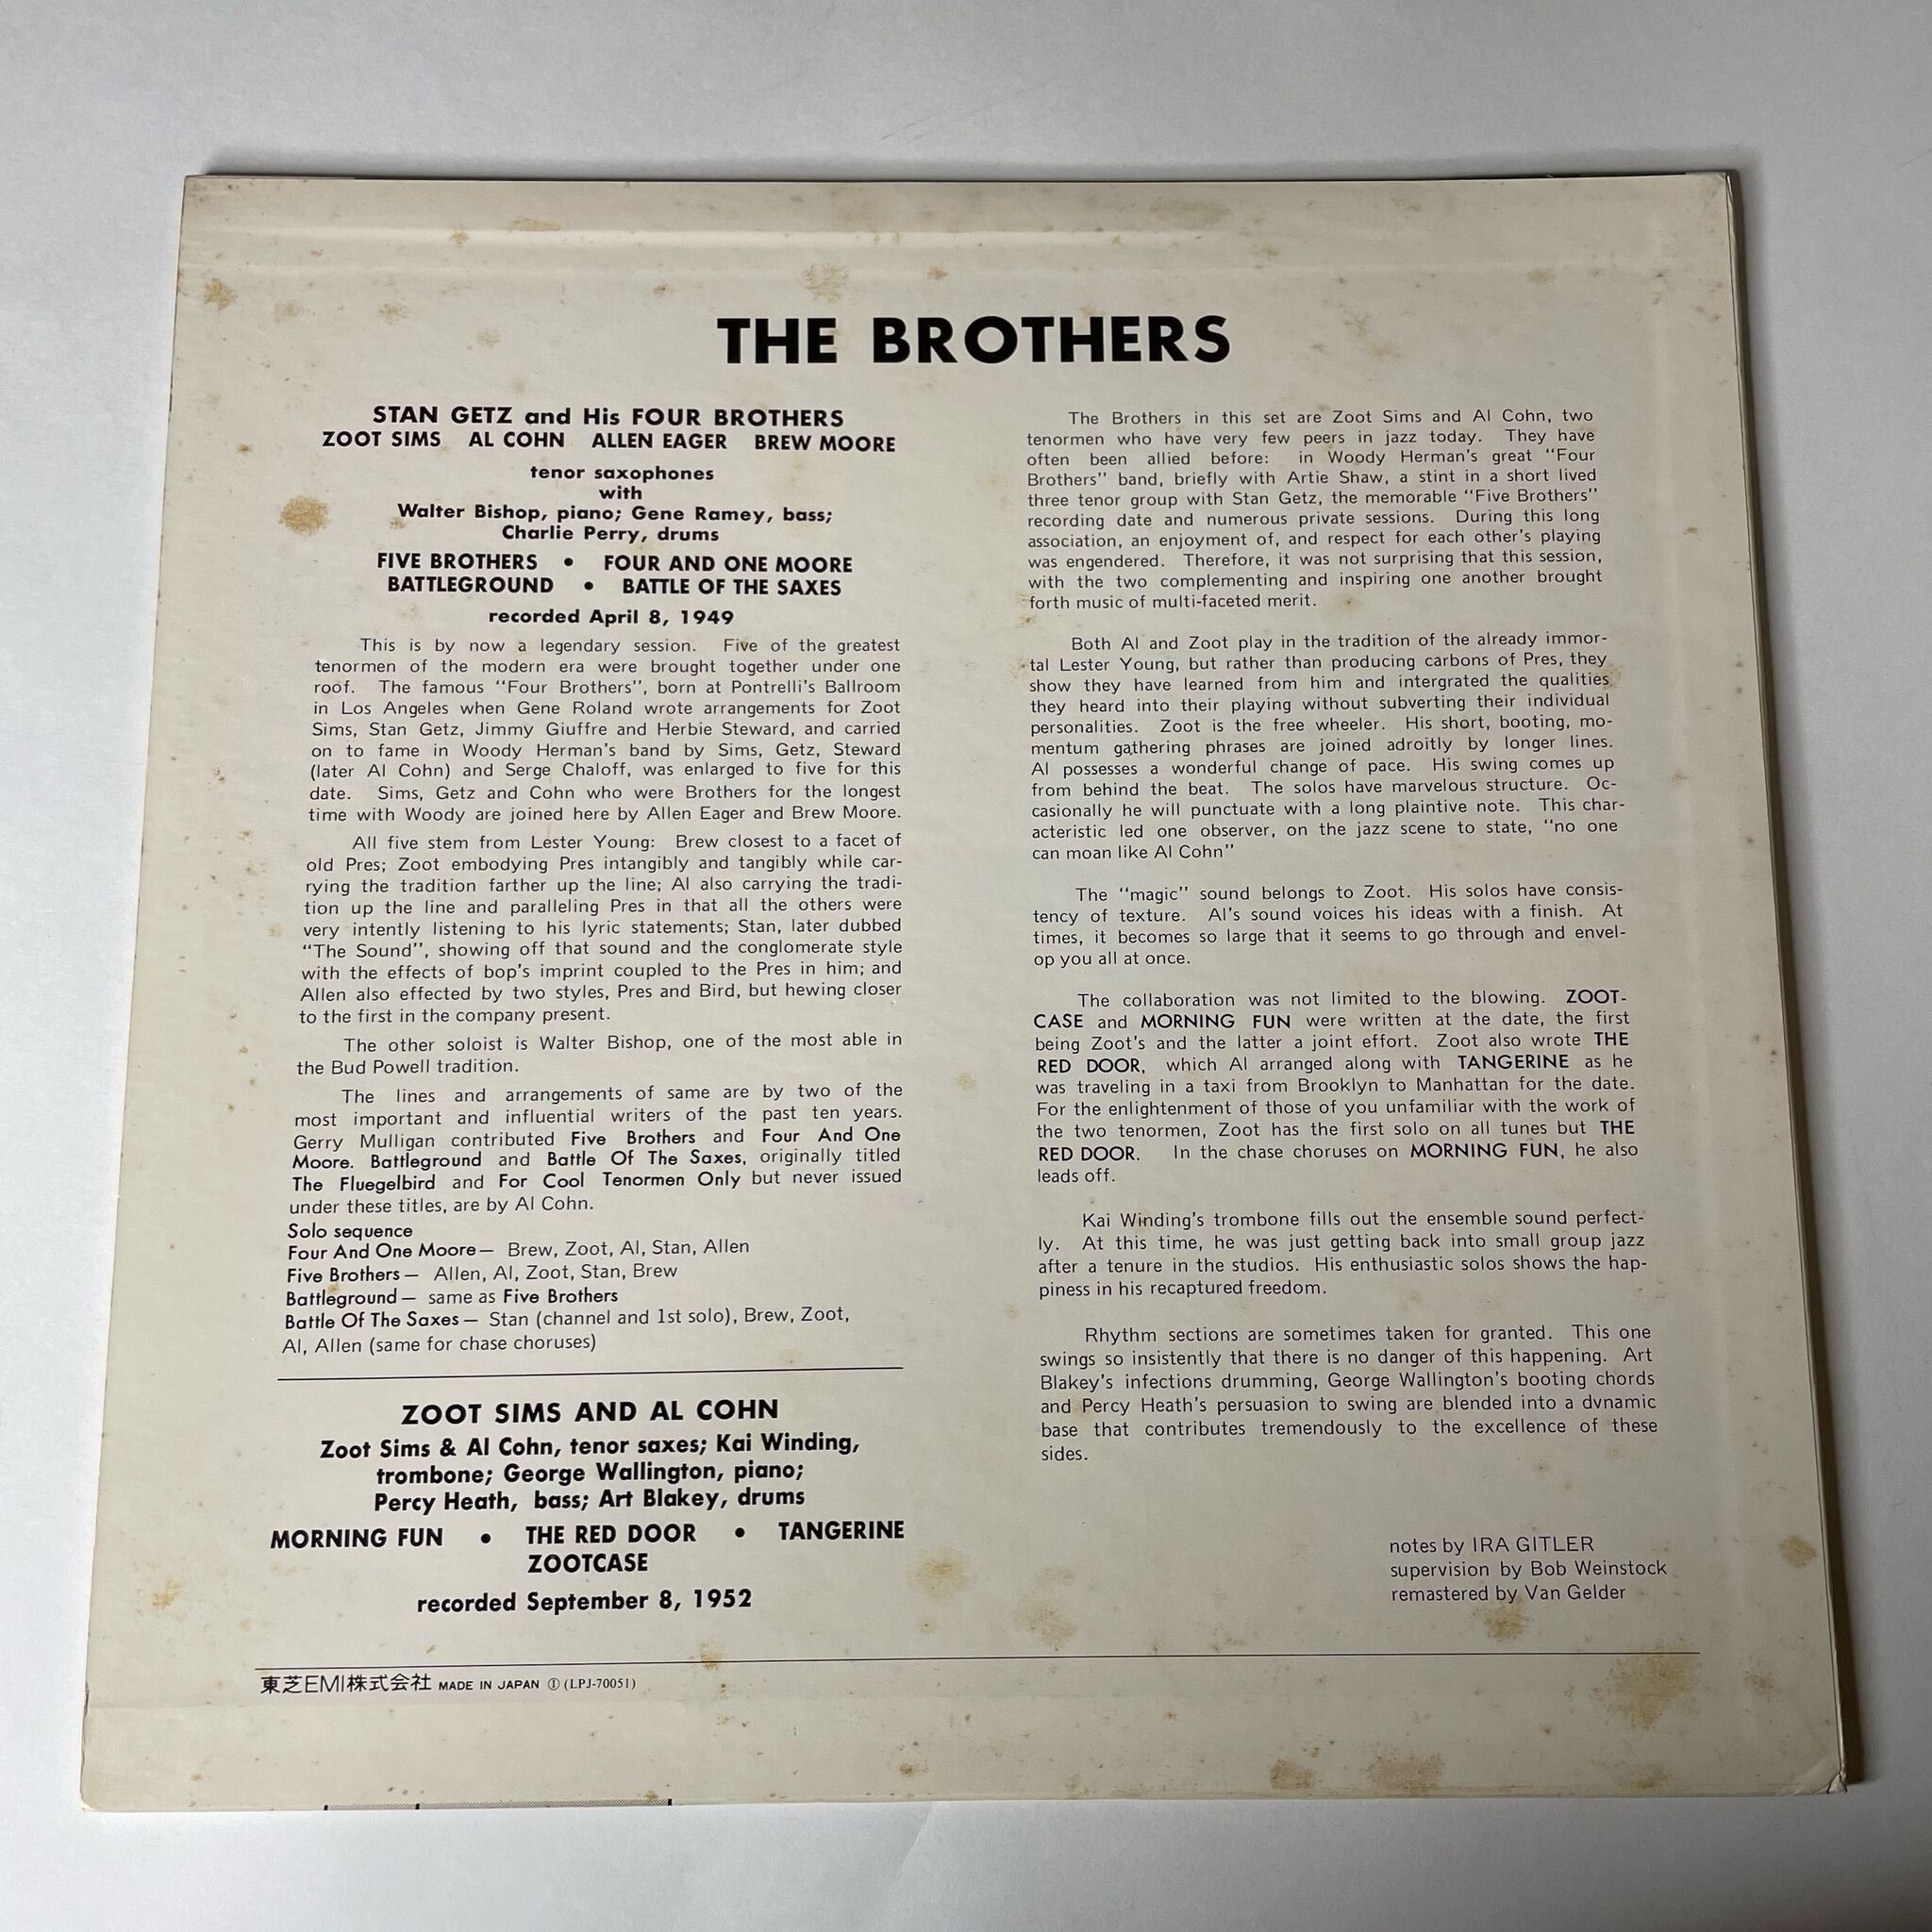 THE BROTHERS
STAN GETZ and His FOUR BROTHERS
ZOOT SIMS AL COHN ALLEN EAGER BREW MOORE
tenor saxophones
with
Walter Bishop, piano; Gene Ramey, bass;
Charlie Perry, drums
FIVE BROTHERS • FOUR AND ONE MOORE
BATTLEGROUND • BATTLE OF THE SAXES
recorded April 8, 1949
This is by now a legendary session. Five of the greatest
tenormen of the modern era were brought together under one
roof. The famous "Four Brothers", born at Pontrelli's Ballroom
in Los Angeles when Gene Roland wrote arrangements for Zoot
Sims, Stan Getz, Jimmy Giuffre and Herbie Steward, and carried
on to fame in Woody Herman's band by Sims, Getz, Steward
(later Al Cohn) and Serge Chaloff, was enlarged to five for this
date. Sims, Getz and Cohn who were Brothers for the longest
time with Woody are joined here by Allen Eager and Brew Moore.
All five stem from Lester Young: Brew closest to a facet of
old Pres; Zoot embodying Pres intangibly and tangibly while car-
rying the tradition farther up the line; Al also carrying the tradi-
tion up the line and paralleling Pres in that all the others were
very intently listening to his lyric statements; Stan, later dubbed
"The Sound", showing off that sound and the conglomerate style
with the effects of bop's imprint coupled to the Pres in him; and
Allen also effected by two styles, Pres and Bird, but hewing closer
to the first in the company present.
The other soloist is Walter Bishop, one of the most able in
the Bud Powell tradition.
The lines and arrangements of same are by two of the
most important and influential writers of the past ten years.
Gerry Mulligan contributed Five Brothers and Four And One
Moore. Battleground and Battle Of The Saxes, originally titled
The Fluegelbird and For Cool Tenormen Only but never issued
under these titles, are by Al Cohn.
Solo sequence
Four And One Moore— Brew, Zoot, Al, Stan, Allen
Five Brothers— Allen, Al, Zoot, Stan, Brew
Battleground— same as Five Brothers
Battle Of The Saxes— Stan (channel and 1st solo), Brew, Zoot,
Al, Allen (same for chase choruses)
ZOOT SIMS AND AL COHN
Zoot Sims & Al Cohn, tenor saxes; Kai Winding,
trombone; George Wallington, piano;
Percy Heath, bass; Art Blakey, drums
MORNING FUN • THE RED DOOR • TANGERINE
ZOOTCASE
recorded September 8, 1952
The Brothers in this set are Zoot Sims and Al Cohn, two
tenormen who have very few peers in jazz today. They have
often been allied before: in Woody Herman's great "Four
Brothers" band, briefly with Artie Shaw, a stint in a short lived
three tenor group with Stan Getz, the memorable "Five Brothers"
recording date and numerous private sessions. During this long
association, an enjoyment of, and respect for each other's playing
was engendered. Therefore, it was not surprising that this session,
with the two complementing and inspiring one another brought
forth music of multi-faceted merit.
Both Al and Zoot play in the tradition of the already immor-
tal Lester Young, but rather than producing carbons of Pres, they
show they have learned from him and intergrated the qualities
they heard into their playing without subverting their individual
personalities. Zoot is the free wheeler. His short, booting, mo-
mentum gathering phrases are joined adroitly by longer lines.
Al possesses a wonderful change of pace. His swing comes up
from behind the beat. The solos have marvelous structure. Oc-
casionally he will punctuate with a long plaintive note. This char-
acteristic led one observer, on the jazz scene to state, "no one
can moan like Al Cohn"
The "magic" sound belongs to Zoot. His solos have consis-
tency of texture. Al's sound voices his ideas with a finish. At
times, it becomes so large that it seems to go through and envel-
op you all at once.
The collaboration was not limited to the blowing. ZOOT-
CASE and MORNING FUN were written at the date, the first
being Zoot's and the latter a joint effort. Zoot also wrote THE
RED DOOR, which Al arranged along with TANGERINE as he
was traveling in a taxi from Brooklyn to Manhattan for the date.
For the enlightenment of those of you unfamiliar with the work of
the two tenormen, Zoot has the first solo on all tunes but THE
RED DOOR. In the chase choruses on MORNING FUN, he also
leads off.
Kai Winding's trombone fills out the ensemble sound perfect-
ly. At this time, he was just getting back into small group jazz
after a tenure in the studios. His enthusiastic solos shows the hap-
piness in his recaptured freedom.
Rhythm sections are sometimes taken for granted. This one
swings so insistently that there is no danger of this happening. Art
Blakey's infections drumming, George Wallington's booting chords
and Percy Heath's persuasion to swing are blended into a dvnamic
base that contributes tremendously to the excellence of these
sides.
notes by IRA GITLER
supervision by Bob Weinstock
remastered by Van Gelder
東芝EMI株式会社 MADE IN JAPAN ① (LPJ-70051)